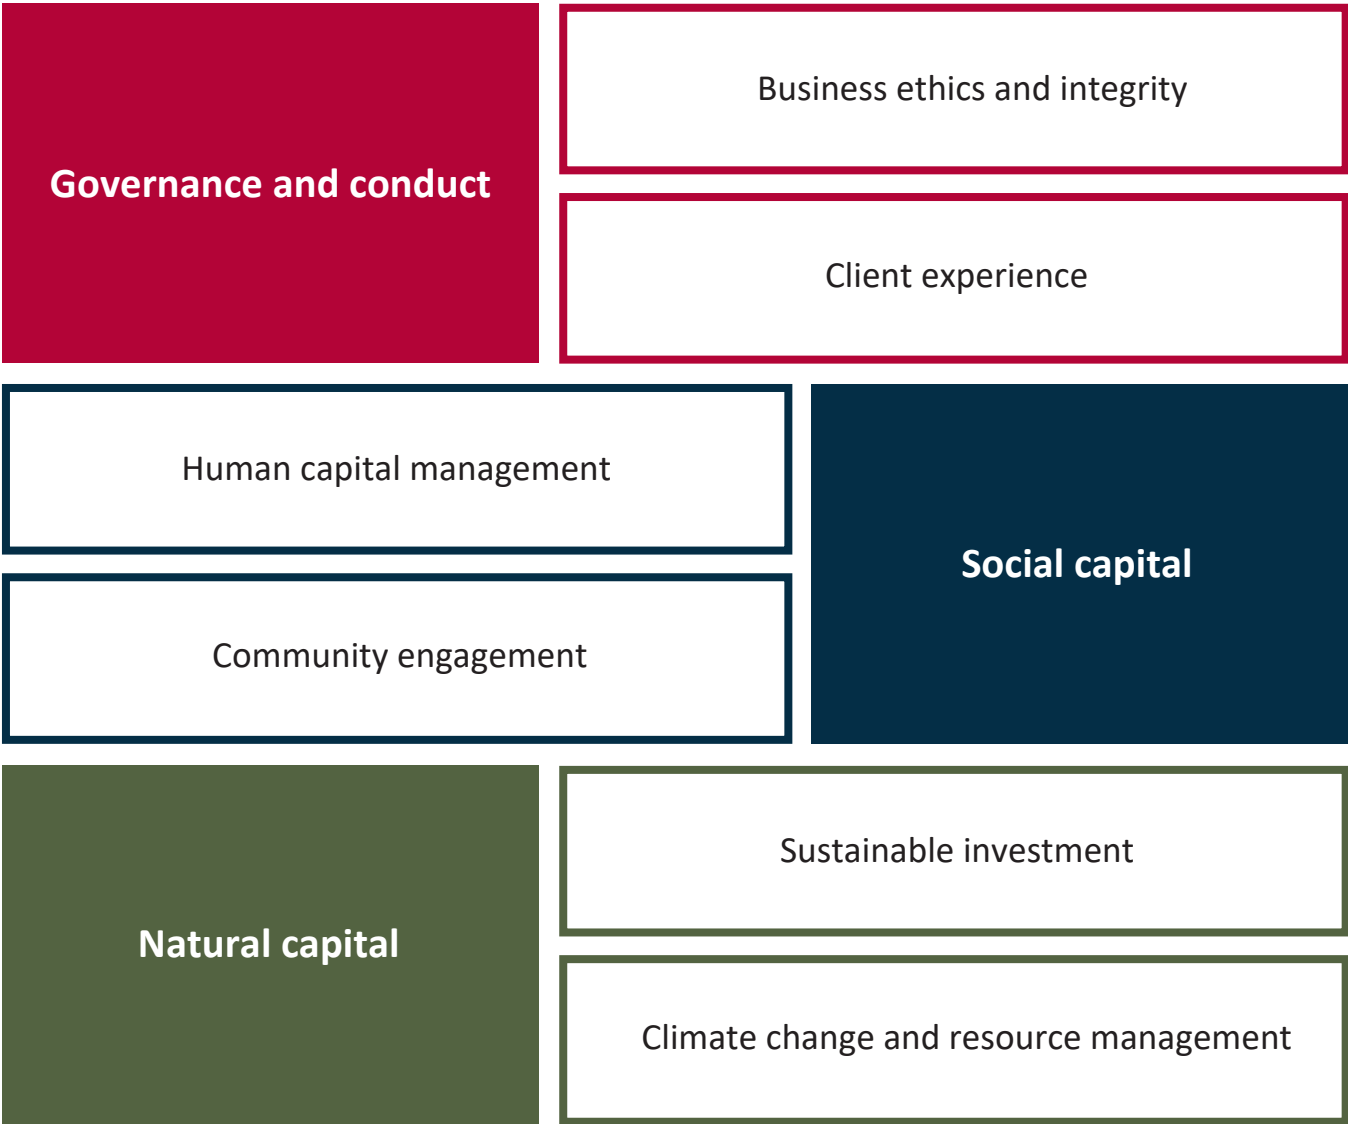 Governance and conduct
Business ethics and integrity
Client experience
Human capital management
Community engagement
Social capital
Natural capital
Sustainable investment
Climate change and resource management